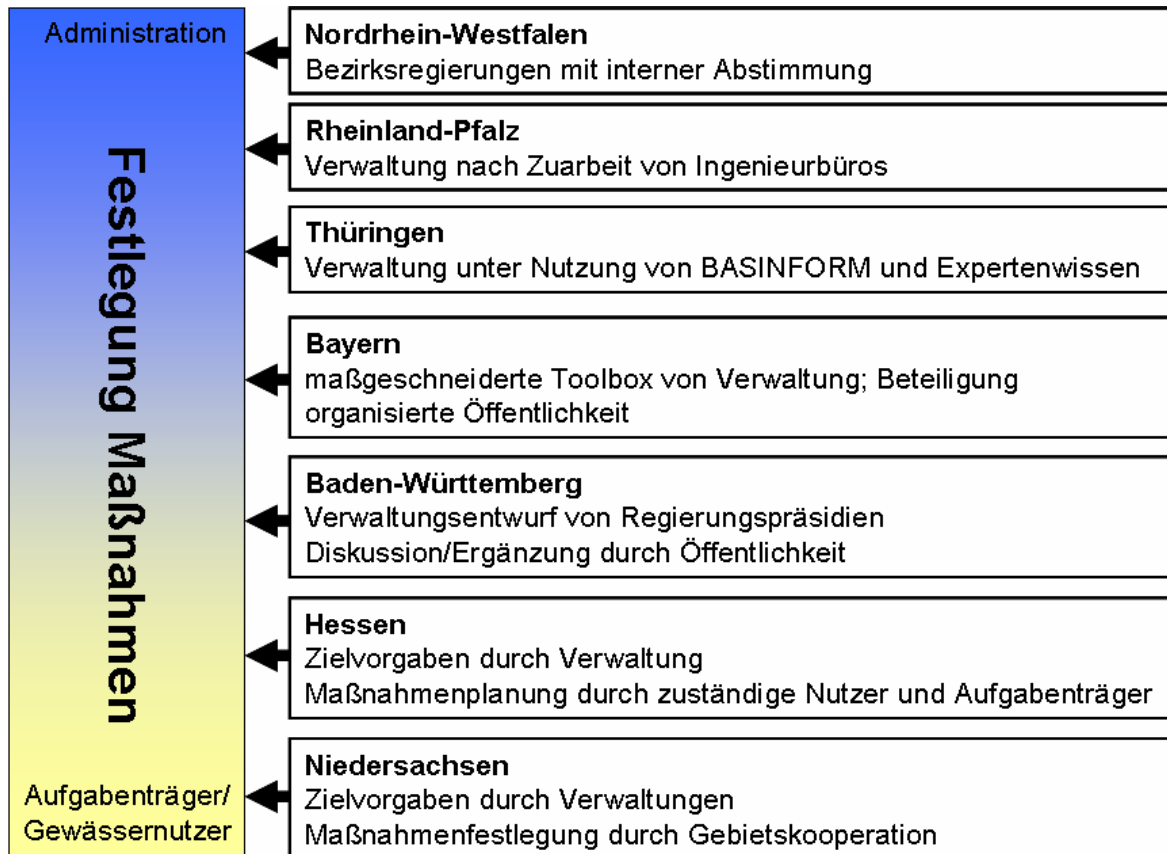 Administration
Festlegung Maßnahmen
Aufgabenträger/
Gewässernutzer
Nordrhein-Westfalen
Bezirksregierungen mit interner Abstimmung
Rheinland-Pfalz
Verwaltung nach Zuarbeit von Ingenieurbüros
Thüringen
Verwaltung unter Nutzung von BASINFORM und Expertenwissen
Bayern
maßgeschneiderte Toolbox von Verwaltung; Beteiligung
organisierte Öffentlichkeit
Baden-Württemberg
Verwaltungsentwurf von Regierungspräsidien
Diskussion/Ergänzung durch Öffentlichkeit
Hessen
Zielvorgaben durch Verwaltung
Maßnahmenplanung durch zuständige Nutzer und Aufgabenträger
Niedersachsen
Zielvorgaben durch Verwaltungen
Maßnahmenfestlegung durch Gebietskooperation